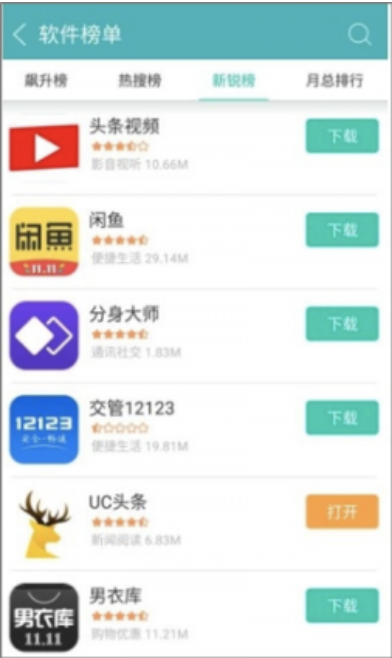 软件榜单
飙升榜 热搜榜 新锐榜 月总排行
头条视频
影音视听 10.66M
下载
闲鱼
11.11
闲鱼
便捷生活 29.14M
下载
分身大师
通讯社交 1.83M
下载
12123
安全·畅通
交管12123
便捷生活 19.81M
下载
UC头条
新闻阅读 6.83M
打开
男衣库
11.11
男衣库
购物优惠 11.21M
下载